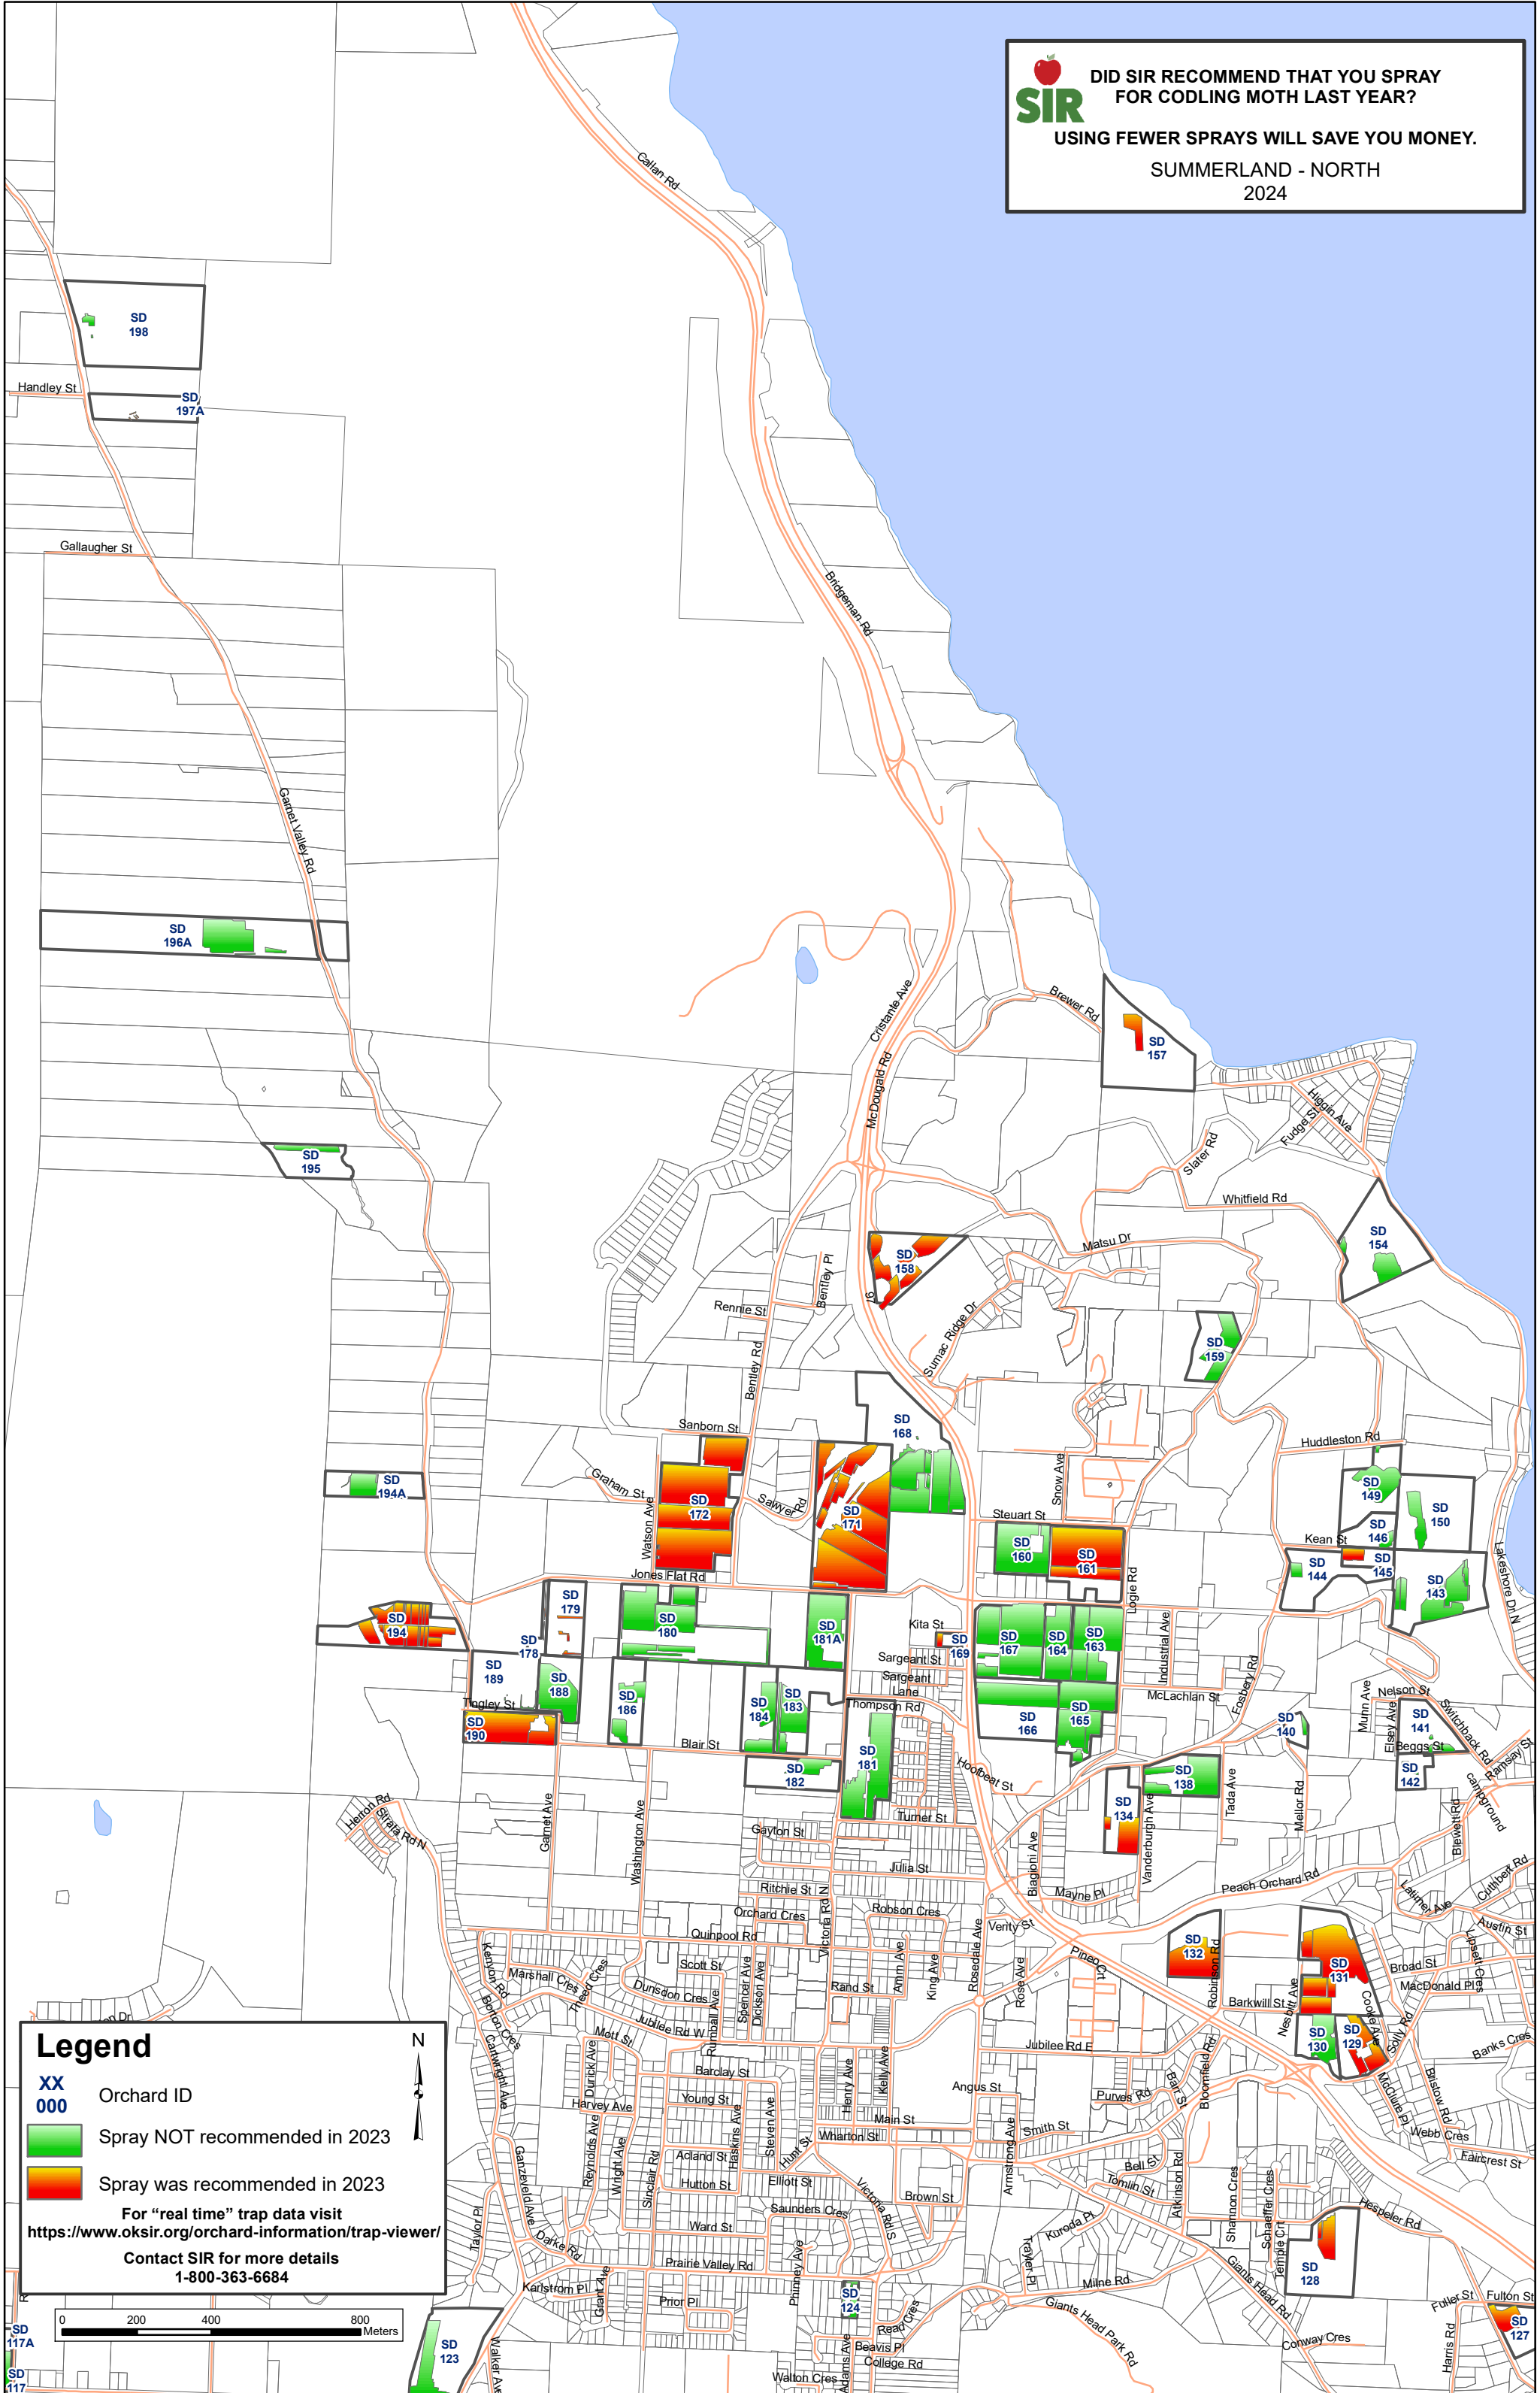 SIR
DID SIR RECOMMEND THAT YOU SPRAY
FOR CODLING MOTH LAST YEAR?
USING FEWER SPRAYS WILL SAVE YOU MONEY.
SUMMERLAND - NORTH
2024
Callan Rd
SD
198
Handley St
SD
197A
Gallaugher St
Bridgeman Rd
Garnet Valley Rd
SD
196A
Cristante Ave
Brewer Rd
SD
157
McDougald Rd
Higgin Ave
Fudge St
Slater Rd
SD
195
Whitfield Rd
SD
154
Matsu Dr
SD
158
Bentley Pl
97
Rennie St
Sumac Ridge Dr
SD
159
Bentley Rd
SD
168
Sanborn St
Huddleston Rd
Graham St
SD
194A
Snow Ave
SD
149
SD
150
Watson Ave
SD
172
Sawyer Rd
SD
171
Steuart St
SD
146
Kean St
SD
160
SD
161
SD
145
SD
144
SD
143
Lakeshore Dr N
Jones Flat Rd
Logie Rd
SD
179
SD
194
SD
180
SD
181A
Kita St
SD
169
SD
167
SD
164
SD
163
Industrial Ave
SD
178
Sargeant St
Sargeant
Lane
SD
189
SD
188
SD
186
SD
184
SD
183
Fosbery Rd
McLachlan St
Munn Ave
Nelson St
Tingley St
Thompson Rd
SD
166
SD
165
SD
140
Elsey Ave
SD
141
Switchback Rd
SD
190
Blair St
Beggs St
Ramsay St
SD
181
SD
182
Hoofbeat St
SD
138
SD
142
campground
Tada Ave
Mellor Rd
Herron Rd
Strata Rd N
SD
134
Vanderburgh Ave
Blewett Rd
Garnet Ave
Washington Ave
Turner St
Gayton St
Biagioni Ave
Julia St
Peach Orchard Rd
Cuthbert Rd
Ritchie St
Mayne Pl
Latimer Ave
Orchard Cres
Victoria Rd N
Robson Cres
Verity St
Austin St
Quinpool Rd
Rosedale Ave
SD
132
Robinson Rd
SD
131
Lipsett Cres
Kenyon Rd
Marshall Cres
Pineo Crt
Broad St
Scott St
Amm Ave
King Ave
Rose Ave
MacDonald Pl
Dunsdon Cres
Spencer Ave
Dickson Ave
Rand St
Barkwill St
Nesbitt Ave
Cooke Ave
Borton Cres
Jubilee Rd W
Rumball Ave
SD
130
SD
129
Solly Rd
Mott St
Jubilee Rd E
Banks Cres
Cartwright Ave
Durick Ave
Barclay St
Henry Ave
Kelly Ave
Angus St
Purves Rd
Barr St
Bloomfield Rd
McClure Pl
Bristow Rd
Young St
Harvey Ave
Main St
Smith St
Webb Cres
Wharton St
Reynolds Ave
Wright Ave
Haskins Ave
Steven Ave
Hunt St
Armstrong Ave
Faircrest St
Acland St
Bell St
Ganzeveld Ave
Sinclair Rd
Hutton St
Elliott St
Tomlin St
Atkinson Rd
Shannon Cres
Schaeffer Cres
Brown St
Victoria Rd S
Saunders Cres
Hespeler Rd
Taylor Pl
Ward St
Kuroda Pl
Temple Crt
Darke Rd
Prairie Valley Rd
Trayler Pl
SD
128
Giants Head Rd
Karlstrom Pl
Grant Ave
Phinney Ave
Milne Rd
Prior Pl
SD
124
Giants Head Park Rd
Fuller St
Fulton St
SD
127
Read Cres
Beavis Pl
Conway Cres
Harris Rd
College Rd
Adams Ave
Walton Cres
Walker Ave
SD
123
SD
117A
SD
117
Legend
N
XX
000
Orchard ID
Spray NOT recommended in 2023
Spray was recommended in 2023
For “real time” trap data visit
https://www.oksir.org/orchard-information/trap-viewer/
Contact SIR for more details
1-800-363-6684
0 200 400 800
Meters